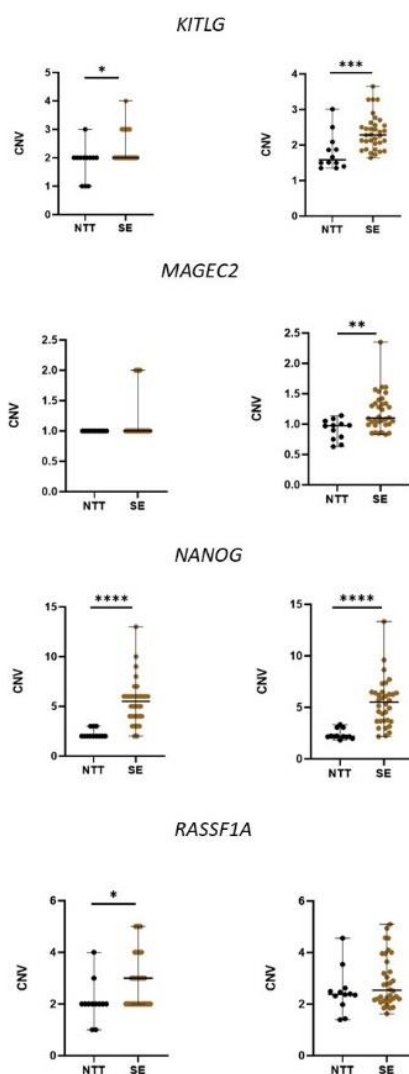 KITLG
*
CNV
5
4
3
2
1
0
NTT SE
***
CNV
4
3
2
1
0
NTT SE
MAGEC2
CNV
2.5
2.0
1.5
1.0
0.5
0.0
NTT SE
**
CNV
2.5
2.0
1.5
1.0
0.5
0.0
NTT SE
NANOG
****
CNV
15
10
5
0
NTT SE
****
CNV
15
10
5
0
NTT SE
RASSF1A
*
CNV
6
4
2
0
NTT SE
CNV
6
4
2
0
NTT SE